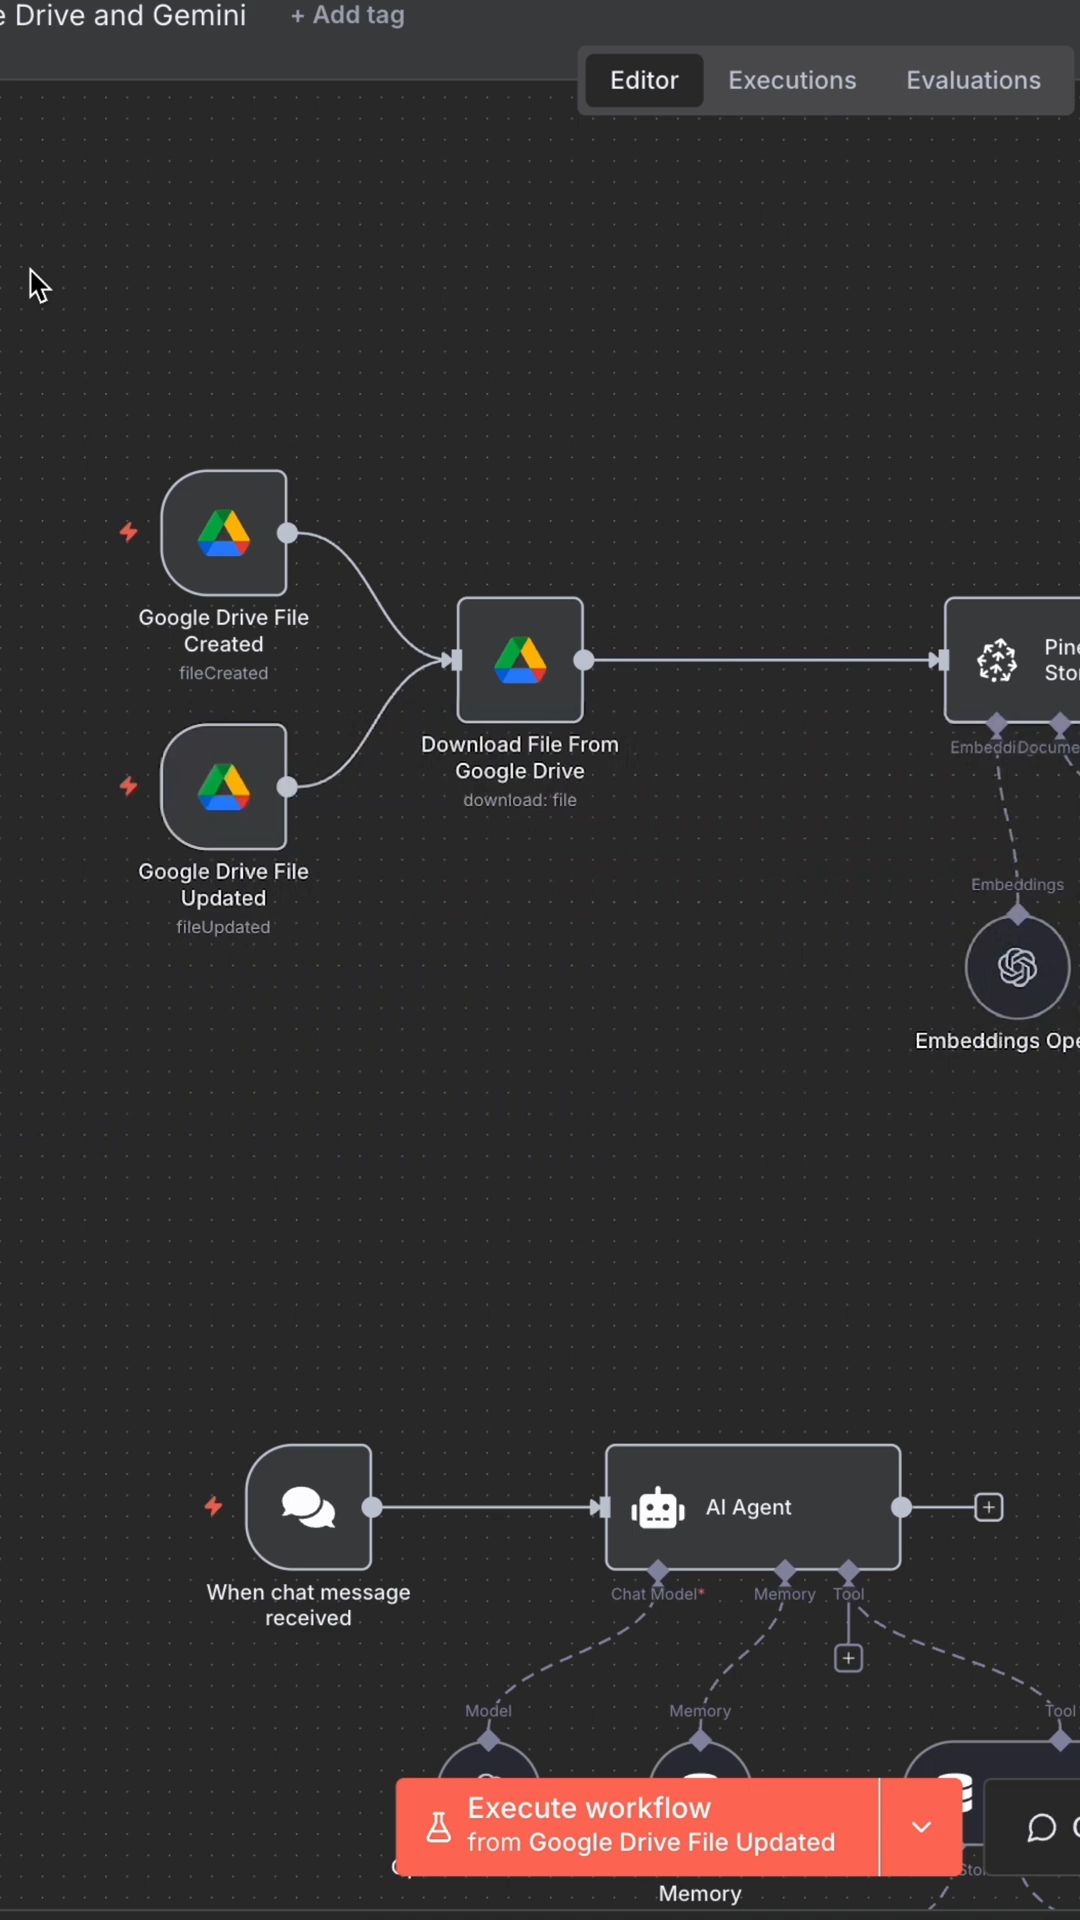 Drive and Gemini
+ Add tag
Editor
Executions
Evaluations
Google Drive File
Created
fileCreated
Download File From
Google Drive
download: file
Google Drive File
Updated
fileUpdated
Embeddings
When chat message
received
AI Agent
Chat Model*
Memory
Tool
Model
Memory
Tool
Execute workflow
from Google Drive File Updated
Memory